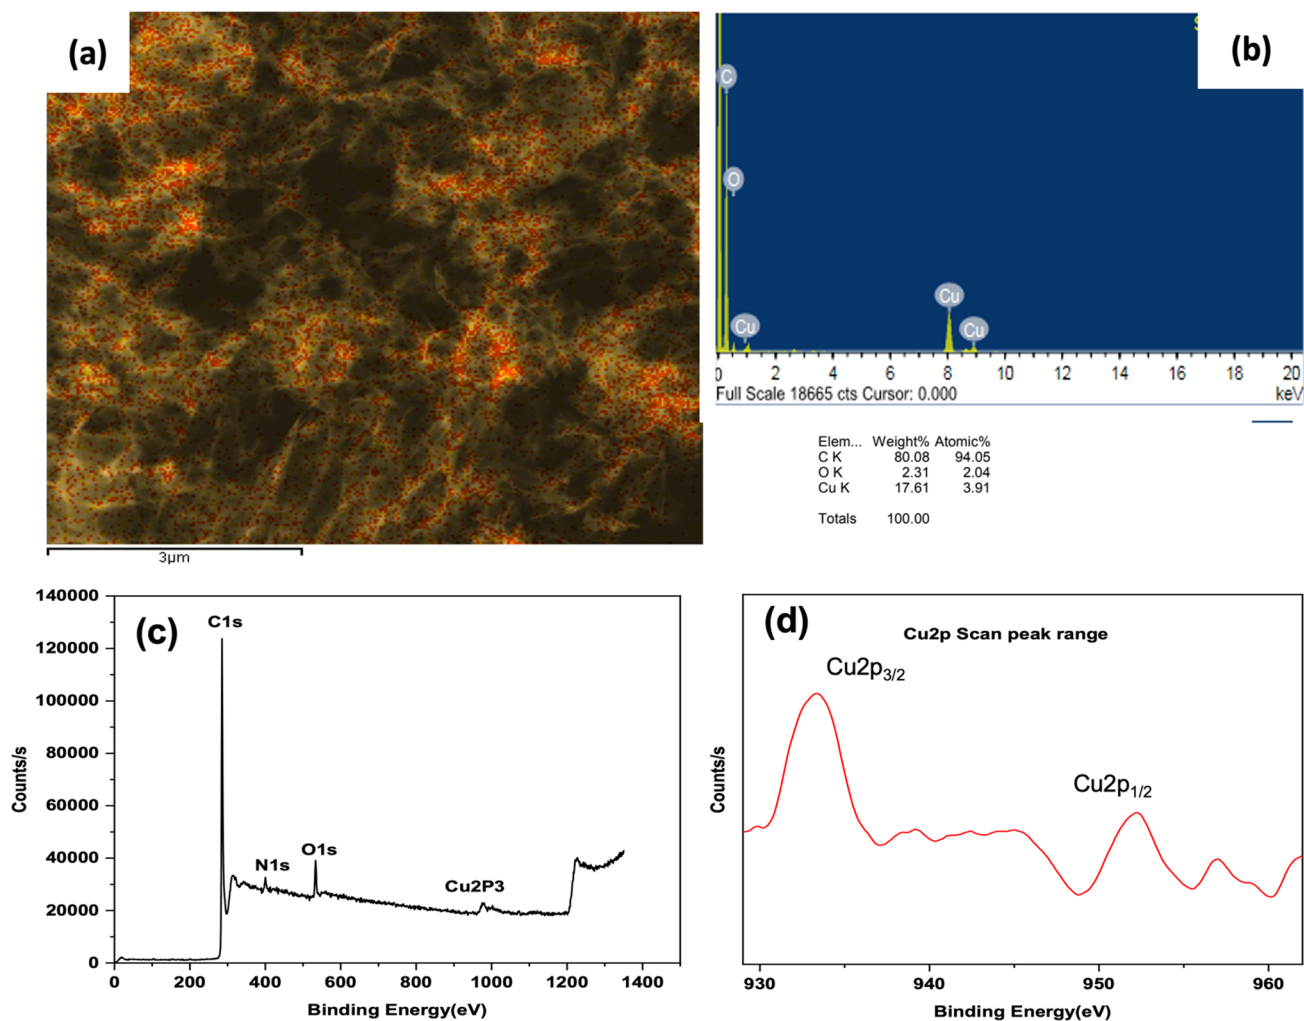 (a)
3μm
(b)
S
C
O
Cu
Cu
Cu
0 2 4 6 8 10 12 14 16 18 20
Full Scale 18665 cts Cursor: 0.000 keV
Elem... Weight% Atomic%
C K 80.08 94.05
O K 2.31 2.04
Cu K 17.61 3.91
Totals 100.00
(c)
140000
120000
100000
80000
60000
40000
20000
0
Counts/s
C1s
N1s
O1s
Cu2P3
0 200 400 600 800 1000 1200 1400
Binding Energy(eV)
(d)
Cu2p Scan peak range
Cu2p3/2
Cu2p1/2
Counts/s
930 940 950 960
Binding Energy(eV)